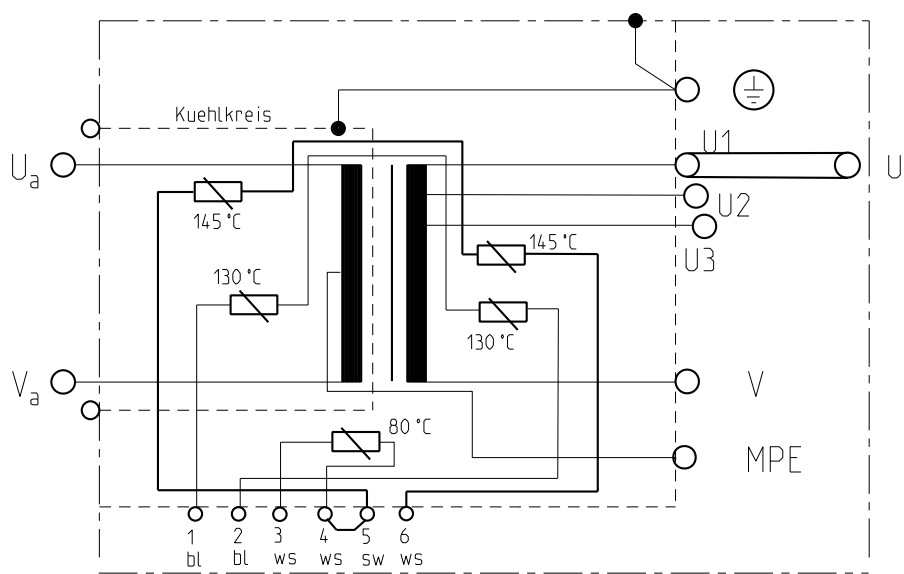 Kuehlkreis
U1
Ua
U
145°C
U2
145°C
U3
130°C
130°C
Va
V
80°C
MPE
1 2 3 4 5 6
bl bl ws ws sw ws